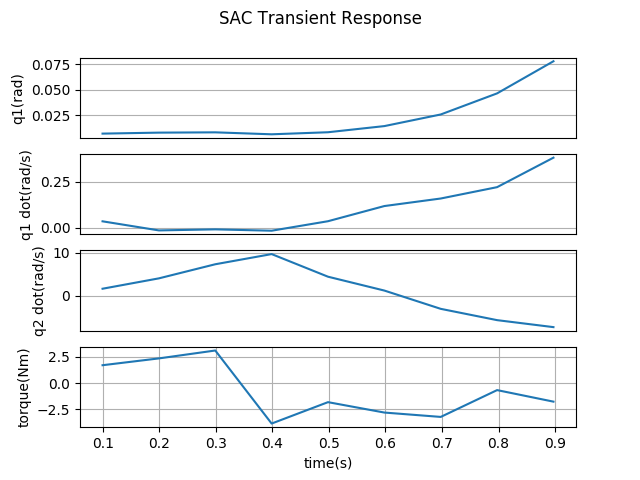 SAC Transient Response
q1(rad)
0.075
0.050
0.025
q1 dot(rad/s)
0.25
0.00
q2 dot(rad/s)
10
0
torque(Nm)
2.5
0.0
−2.5
0.1 0.2 0.3 0.4 0.5 0.6 0.7 0.8 0.9
time(s)